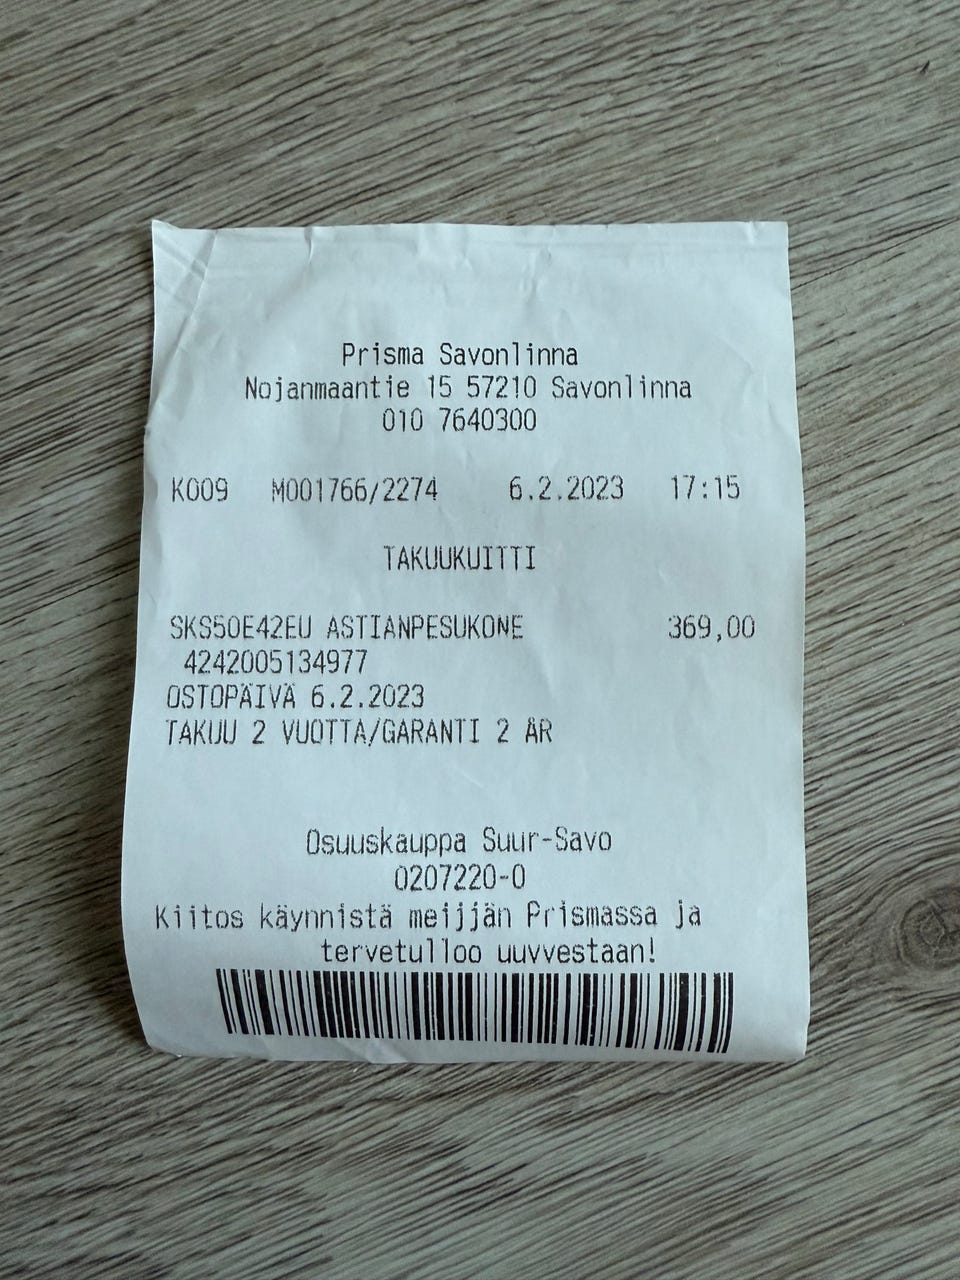 Prisma Savonlinna
Nojanmaantie 15 57210 Savonlinna
010 7640300
K009 M001766/2274 6.2.2023 17:15
TAKUUKUITTI
SKS50E42EU ASTIANPESUKONE 369,00
4242005134977
OSTOPÄIVÄ 6.2.2023
TAKUU 2 VUOTTA/GARANTI 2 ÅR
Osuuskauppa Suur-Savo
0207220-0
Kiitos käynnistä meijjän Prismassa ja
tervetulloo uuvvestaan!